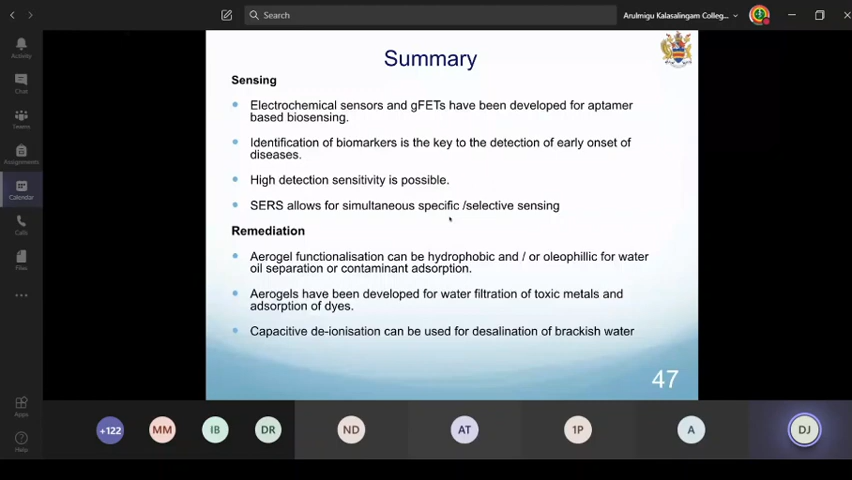 Search
Arulmigu Kalasalingam Colleg...
Activity
Chat
Teams
Assignments
Calendar
Calls
Files
Apps
Help
Summary
Sensing
Electrochemical sensors and gFETs have been developed for aptamer
based biosensing.
Identification of biomarkers is the key to the detection of early onset of
diseases.
High detection sensitivity is possible.
SERS allows for simultaneous specific /selective sensing
Remediation
Aerogel functionalisation can be hydrophobic and / or oleophillic for water
oil separation or contaminant adsorption.
Aerogels have been developed for water filtration of toxic metals and
adsorption of dyes.
Capacitive de-ionisation can be used for desalination of brackish water
47
+122
MM
IB
DR
ND
AT
1P
A
DJ